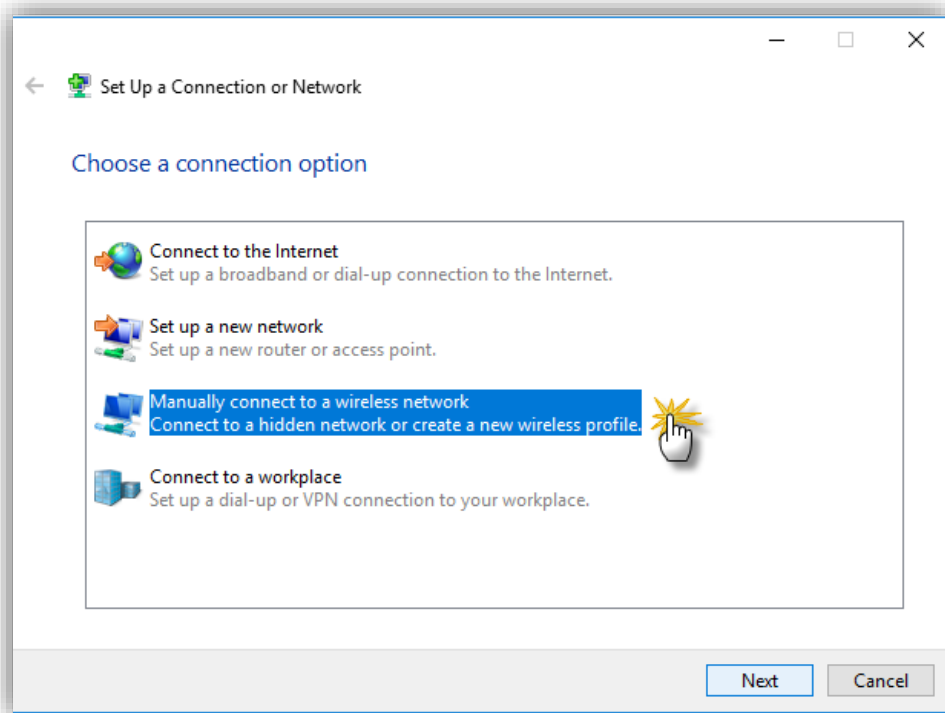 Set Up a Connection or Network
Choose a connection option
Connect to the Internet
Set up a broadband or dial-up connection to the Internet.
Set up a new network
Set up a new router or access point.
Manually connect to a wireless network
Connect to a hidden network or create a new wireless profile.
Connect to a workplace
Set up a dial-up or VPN connection to your workplace.
Next
Cancel